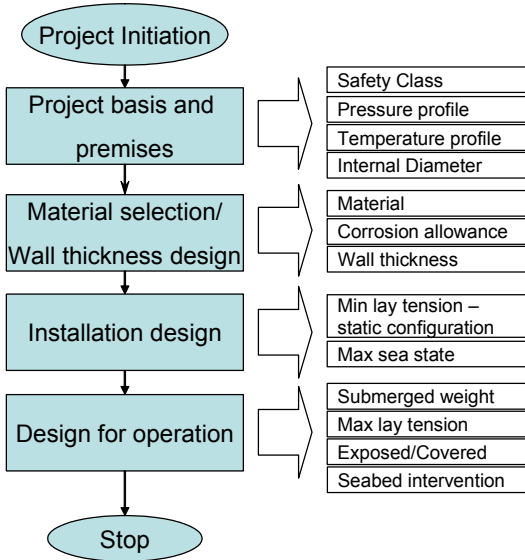 Project Initiation
Project basis and
premises
Safety Class
Pressure profile
Temperature profile
Internal Diameter
Material selection/
Wall thickness design
Material
Corrosion allowance
Wall thickness
Installation design
Min lay tension –
static configuration
Max sea state
Design for operation
Submerged weight
Max lay tension
Exposed/Covered
Seabed intervention
Stop